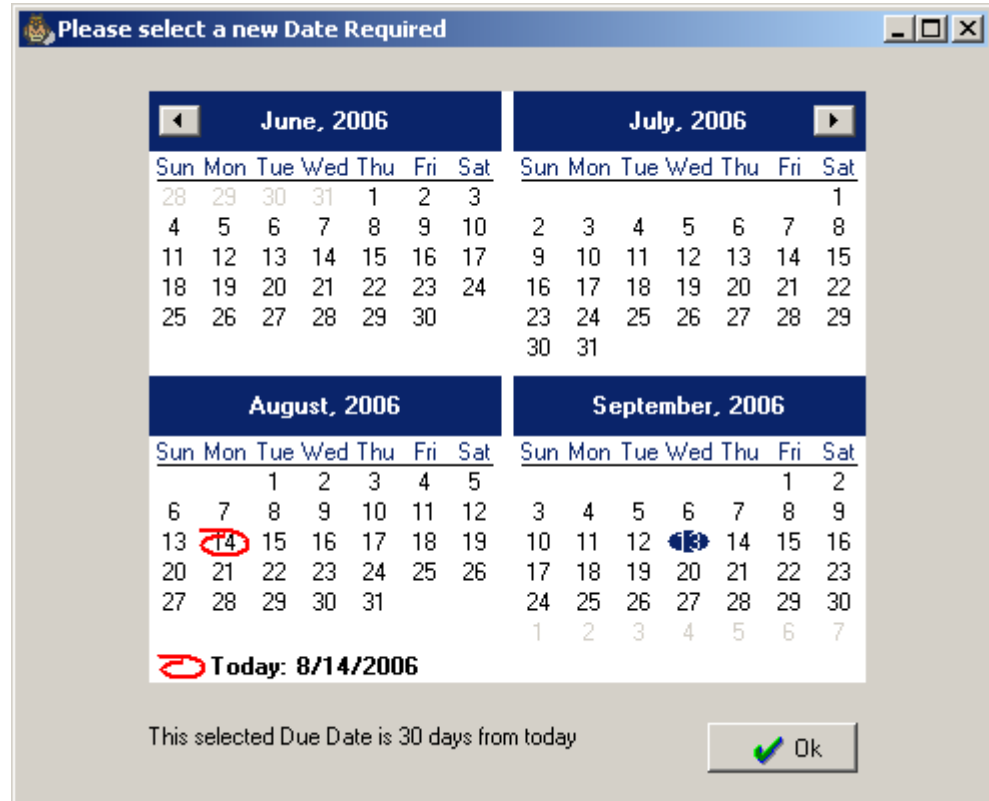 Please select a new Date Required
June, 2006
Sun Mon Tue Wed Thu Fri Sat
28 29 30 31 1 2 3
4 5 6 7 8 9 10
11 12 13 14 15 16 17
18 19 20 21 22 23 24
25 26 27 28 29 30
July, 2006
Sun Mon Tue Wed Thu Fri Sat
1
2 3 4 5 6 7 8
9 10 11 12 13 14 15
16 17 18 19 20 21 22
23 24 25 26 27 28 29
30 31
August, 2006
Sun Mon Tue Wed Thu Fri Sat
1 2 3 4 5
6 7 8 9 10 11 12
13 14 15 16 17 18 19
20 21 22 23 24 25 26
27 28 29 30 31
September, 2006
Sun Mon Tue Wed Thu Fri Sat
1 2
3 4 5 6 7 8 9
10 11 12 13 14 15 16
17 18 19 20 21 22 23
24 25 26 27 28 29 30
1 2 3 4 5 6 7
Today: 8/14/2006
This selected Due Date is 30 days from today
Ok